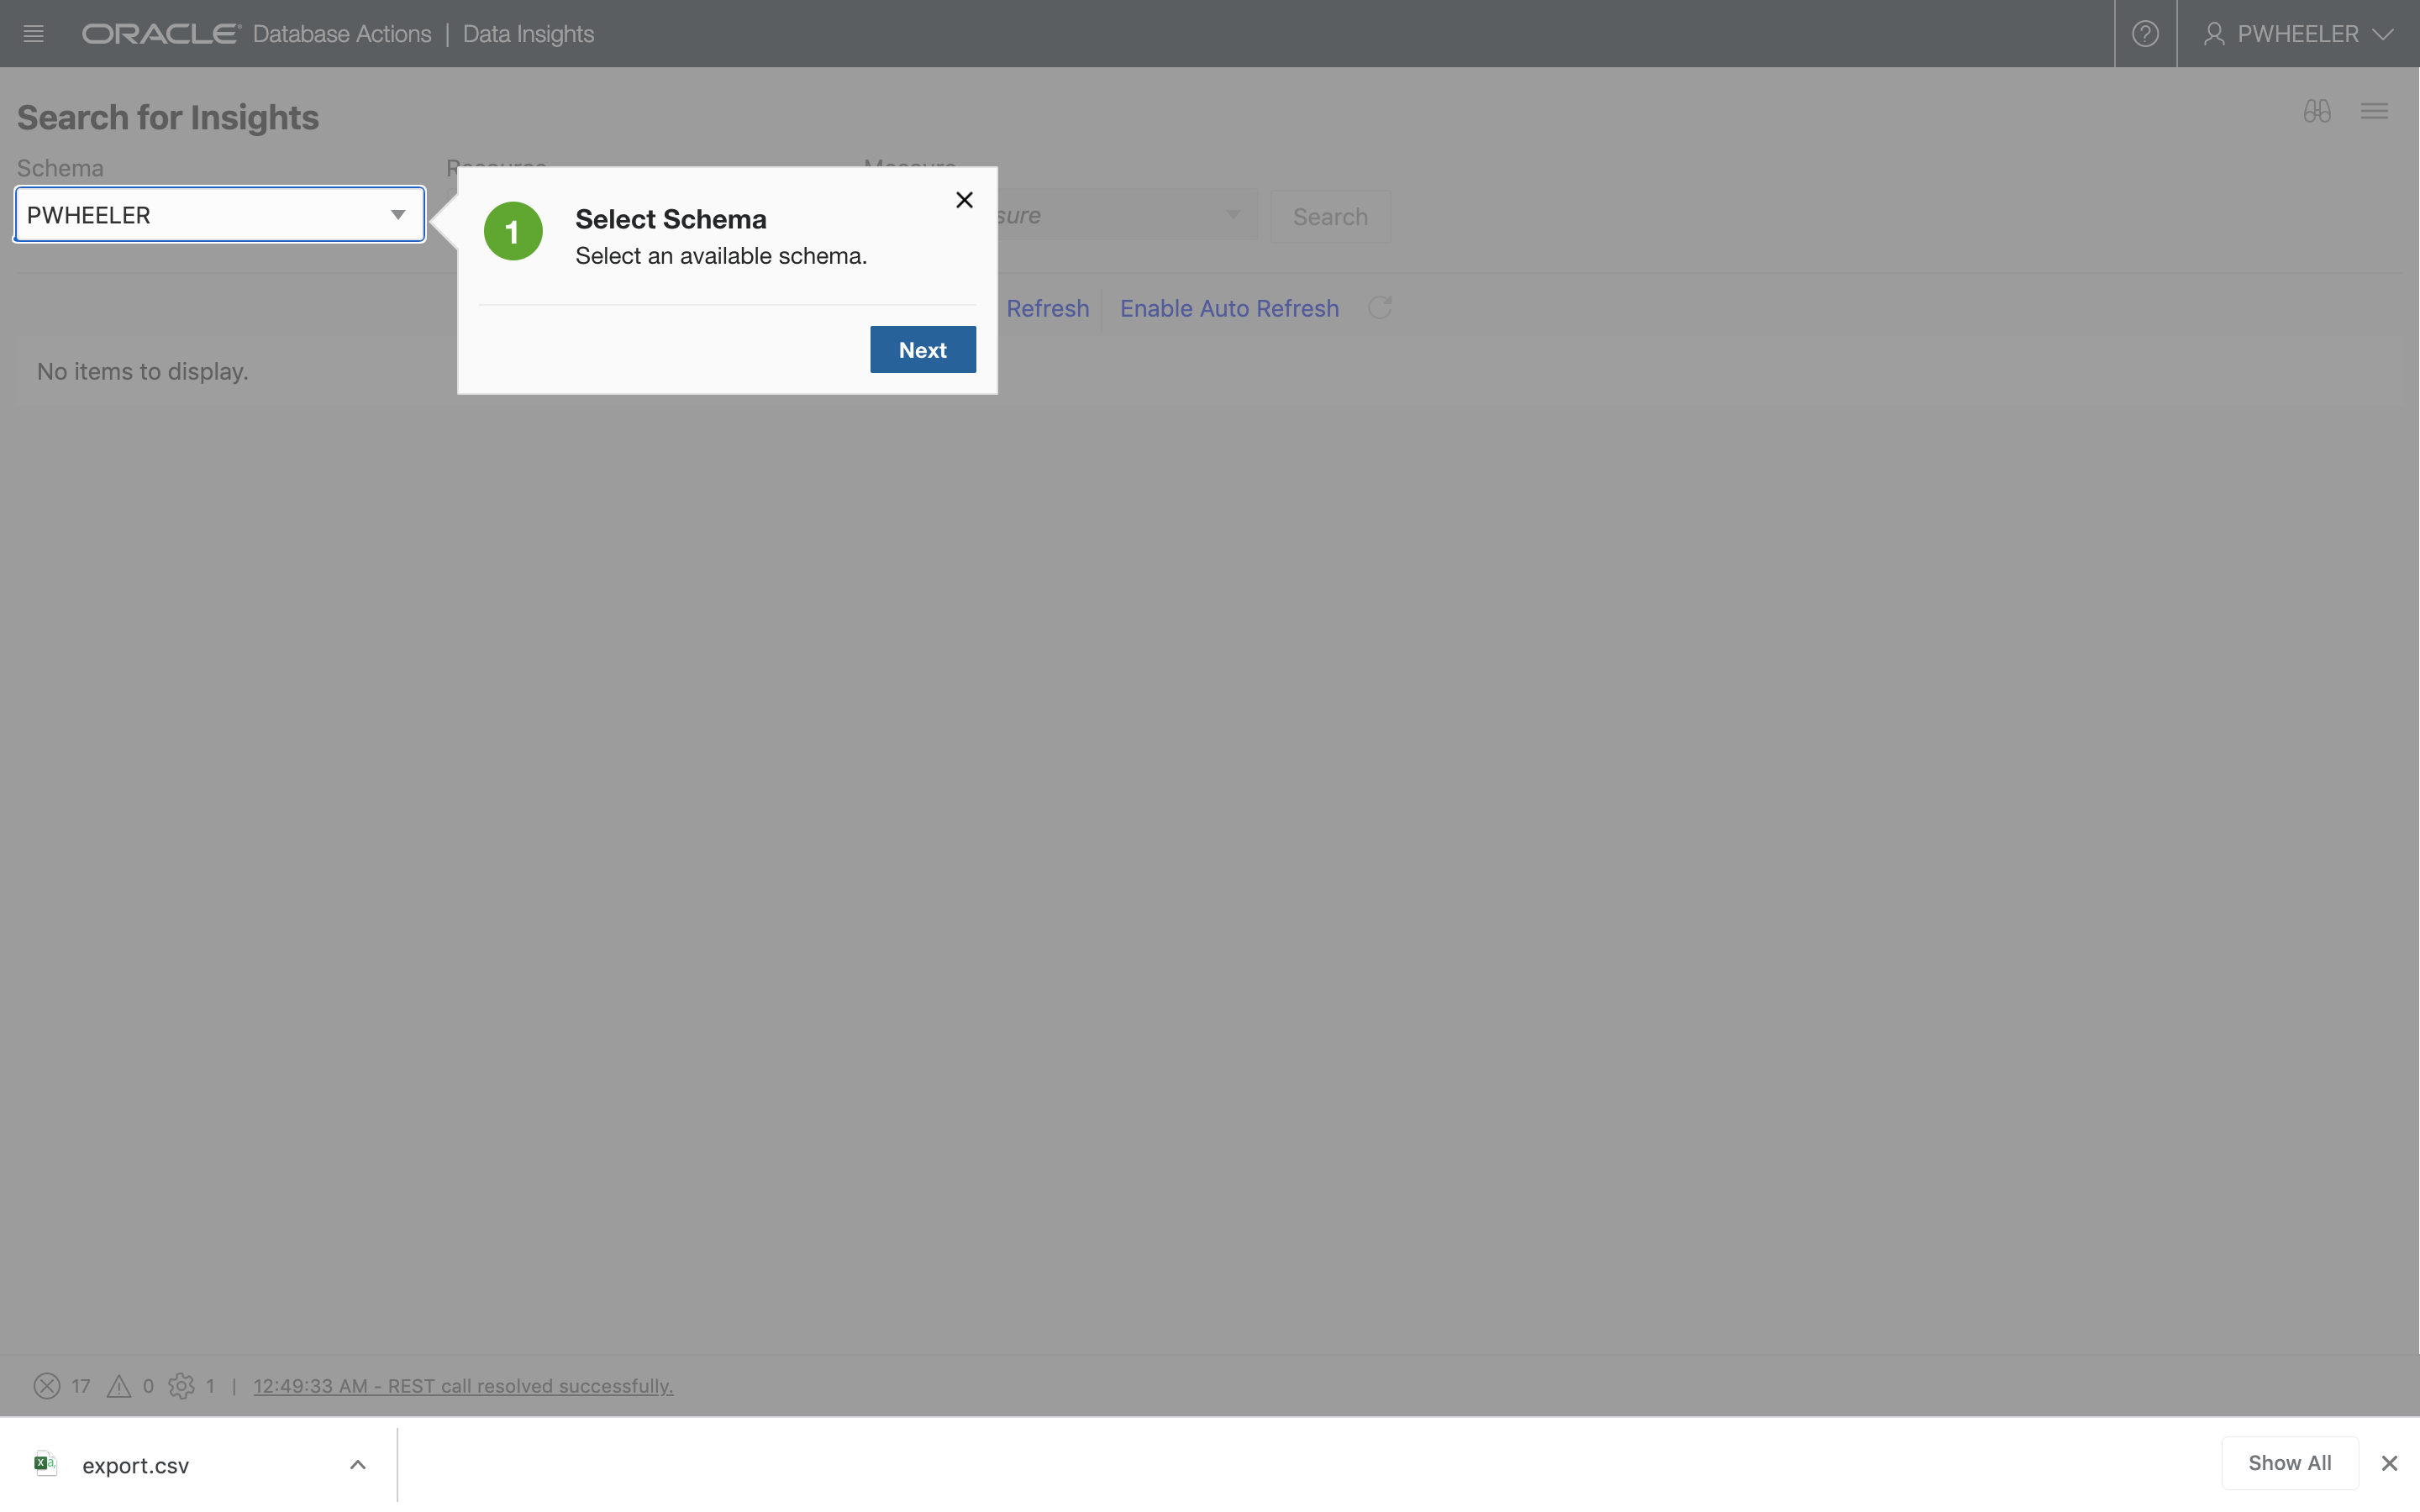 ORACLE Database Actions | Data Insights
PWHEELER
Search for Insights
Schema
Resource
Measure
PWHEELER
sure
Search
1
Select Schema
Select an available schema.
Next
Refresh
Enable Auto Refresh
No items to display.
17 0 1 | 12:49:33 AM - REST call resolved successfully.
export.csv
Show All